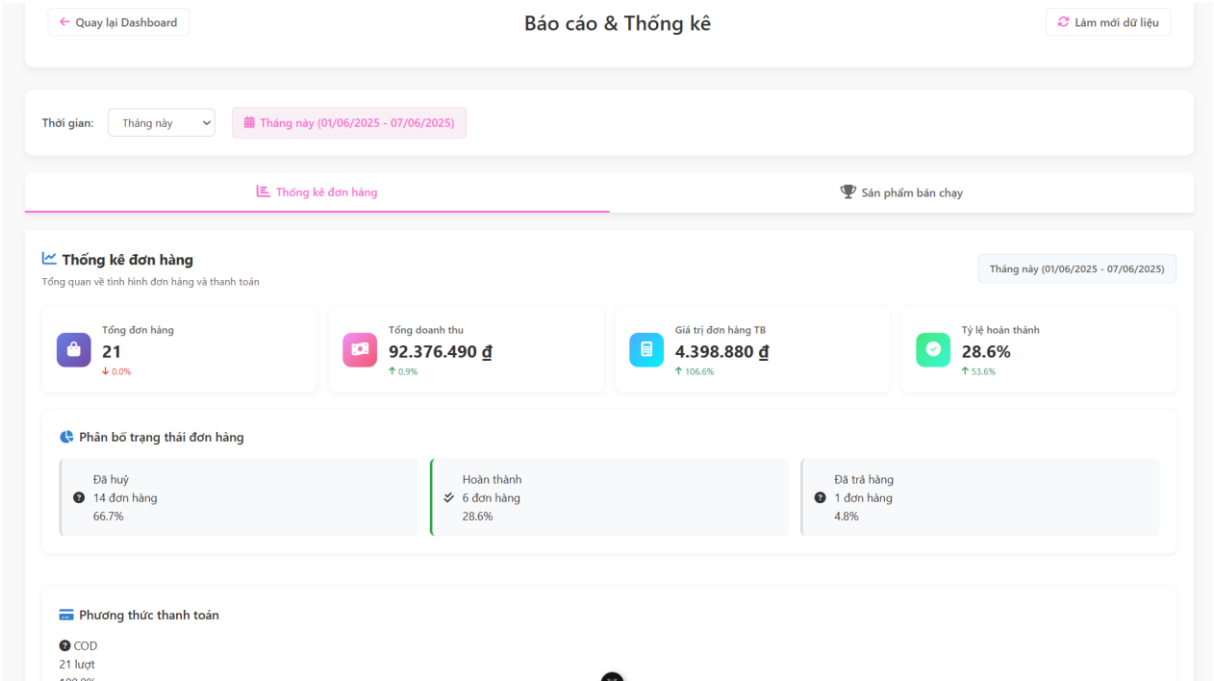 Quay lại Dashboard
Báo cáo & Thống kê
Làm mới dữ liệu
Thời gian:
Tháng này
Tháng này (01/06/2025 - 07/06/2025)
Thống kê đơn hàng
Sản phẩm bán chạy
Thống kê đơn hàng
Tổng quan về tình hình đơn hàng và thanh toán
Tháng này (01/06/2025 - 07/06/2025)
Tổng đơn hàng
21
0.0%
Tổng doanh thu
92.376.490 ₫
0.9%
Giá trị đơn hàng TB
4.398.880 ₫
106.6%
Tỷ lệ hoàn thành
28.6%
53.6%
Phân bố trạng thái đơn hàng
Đã huỷ
14 đơn hàng
66.7%
Hoàn thành
6 đơn hàng
28.6%
Đã trả hàng
1 đơn hàng
4.8%
Phương thức thanh toán
COD
21 lượt